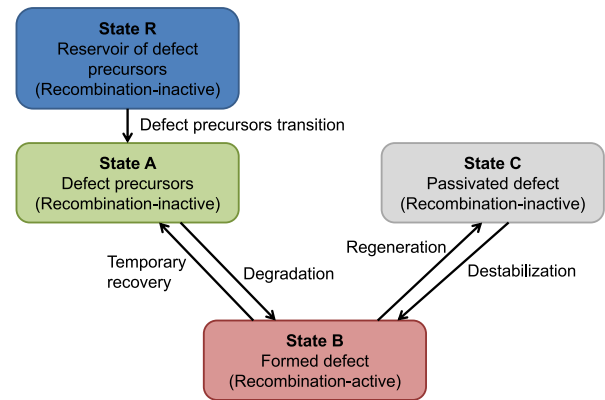 State R
Reservoir of defect
precursors
(Recombination-inactive)
Defect precursors transition
State A
Defect precursors
(Recombination-inactive)
State C
Passivated defect
(Recombination-inactive)
Temporary
recovery
Degradation
Regeneration
Destabilization
State B
Formed defect
(Recombination-active)